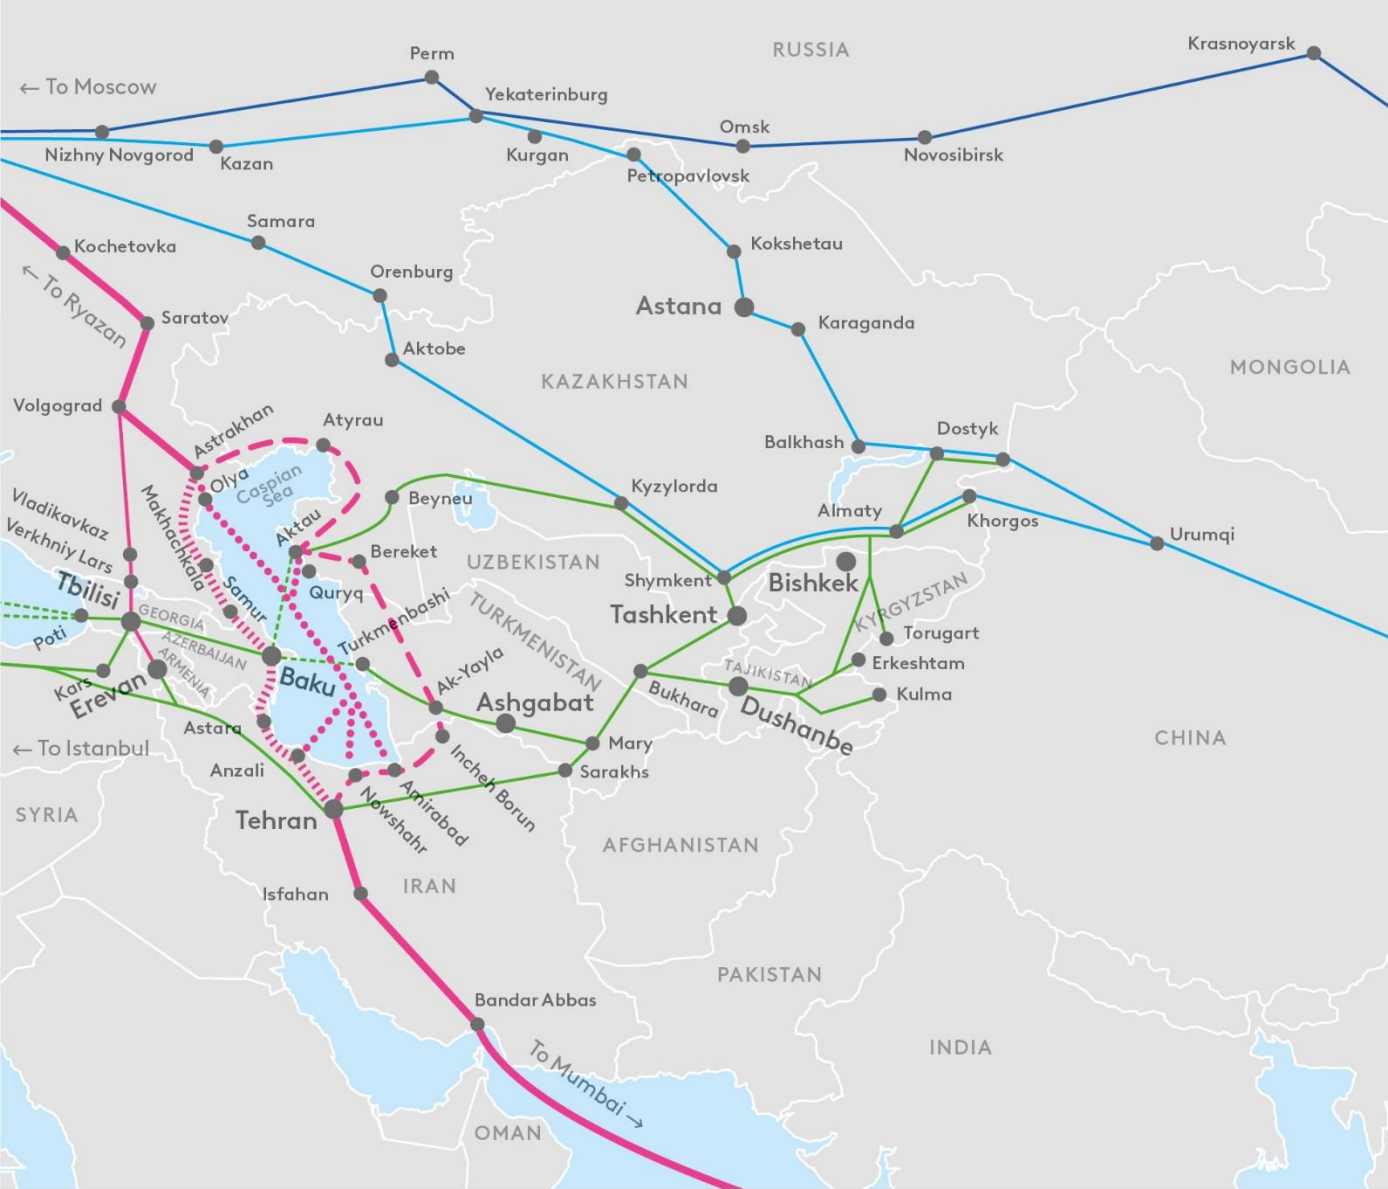 RUSSIA
Krasnoyarsk
Perm
← To Moscow
Yekaterinburg
Omsk
Nizhny Novgorod
Kazan
Kurgan
Novosibirsk
Petropavlovsk
Samara
Kochetovka
Kokshetau
← To Ryazan
Orenburg
Astana
Saratov
Karaganda
Aktobe
KAZAKHSTAN
MONGOLIA
Volgograd
Astrakhan
Atyrau
Dostyk
Balkhash
Olya
Caspian
Sea
Kyzylorda
Beyneu
Almaty
Khorgos
Vladikavkaz
Makhachkala
Aktau
Urumqi
Verkhniy Lars
Bereket
UZBEKISTAN
Shymkent
Bishkek
Tbilisi
Samur
Quryq
KYRGYZSTAN
GEORGIA
Turkmenbashi
TURKMENISTAN
Tashkent
Poti
AZERBAIJAN
Torugart
ARMENIA
Erkeshtam
Kars
Erevan
Baku
Ak-Yayla
TAJIKISTAN
Bukhara
Dushanbe
Kulma
Ashgabat
Astara
← To Istanbul
Mary
CHINA
Anzali
Incheh Borun
Sarakhs
Nowshahr
Amirabad
SYRIA
Tehran
AFGHANISTAN
Isfahan
IRAN
PAKISTAN
Bandar Abbas
To Mumbai →
INDIA
OMAN